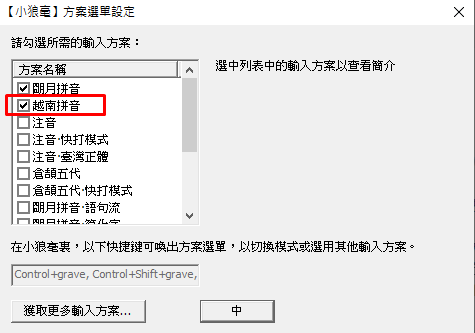 【小狼毫】方案選單設定
請勾選所需的輸入方案：
選中列表中的輸入方案以查看簡介
方案名稱
朙月拼音
越南拼音
注音
注音·快打模式
注音·臺灣正體
倉頡五代
倉頡五代·快打模式
朙月拼音·語句流
朙月拼音·简化字
在小狼毫裏，以下快捷鍵可喚出方案選單，以切換模式或選用其他輸入方案。
Control+grave, Control+Shift+grave,
獲取更多輸入方案...
中